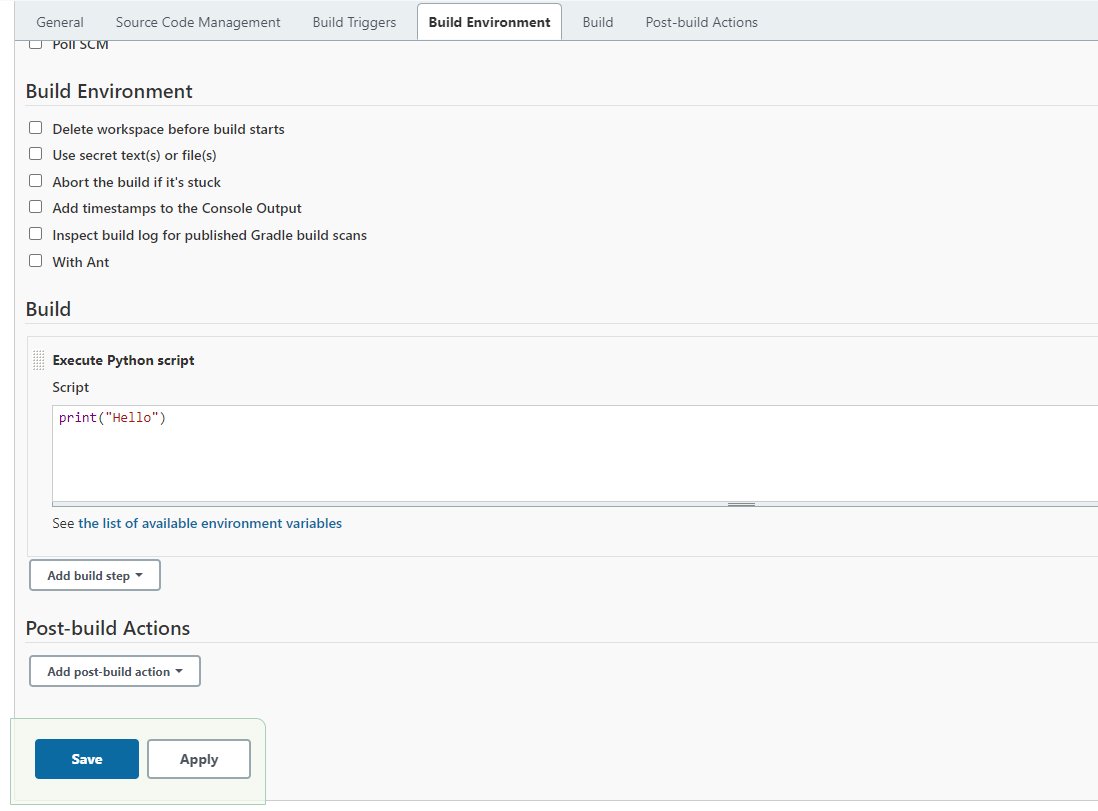 General Source Code Management Build Triggers Build Environment Build Post-build Actions
Poll SCM
Build Environment
Delete workspace before build starts
Use secret text(s) or file(s)
Abort the build if it's stuck
Add timestamps to the Console Output
Inspect build log for published Gradle build scans
With Ant
Build
Execute Python script
Script
print("Hello")
See the list of available environment variables
Add build step
Post-build Actions
Add post-build action
Save Apply